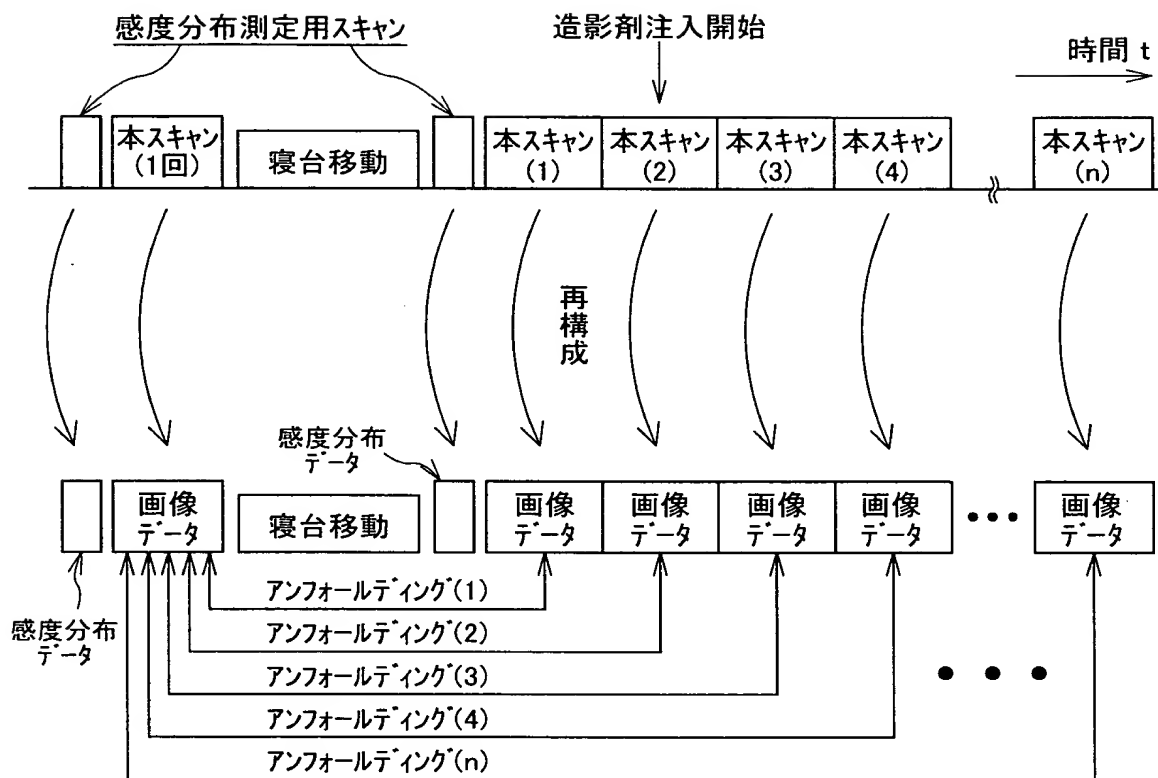 感度分布測定用スキャン
造影剤注入開始
時間 t
本スキャン
(1回)
寝台移動
本スキャン
(1)
本スキャン
(2)
本スキャン
(3)
本スキャン
(4)
本スキャン
(n)
再構成
感度分布
データ
画像
データ
寝台移動
画像
データ
画像
データ
画像
データ
画像
データ
•••
画像
データ
感度分布
データ
アンフォールディング(1)
アンフォールディング(2)
アンフォールディング(3)
アンフォールディング(4)
アンフォールディング(n)
• • •